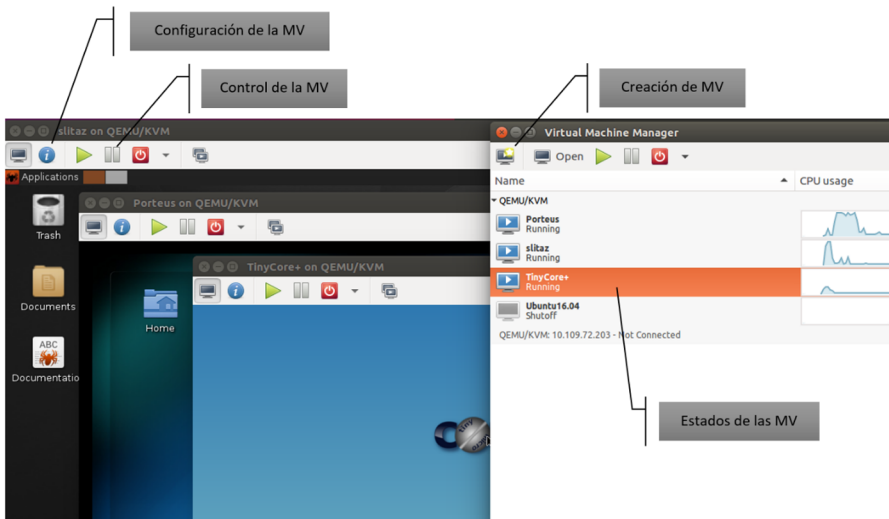 Configuración de la MV
Control de la MV
Creación de MV
slitaz on QEMU/KVM
Applications
Trash
Documents
ABC
Documentatio
Porteus on QEMU/KVM
Home
TinyCore+ on QEMU/KVM
Tiny
Virtual Machine Manager
Open
Name
CPU usage
QEMU/KVM
Porteus
Running
slitaz
Running
TinyCore+
Running
Ubuntu16.04
Shutoff
QEMU/KVM: 10.109.72.203 - Not Connected
Estados de las MV